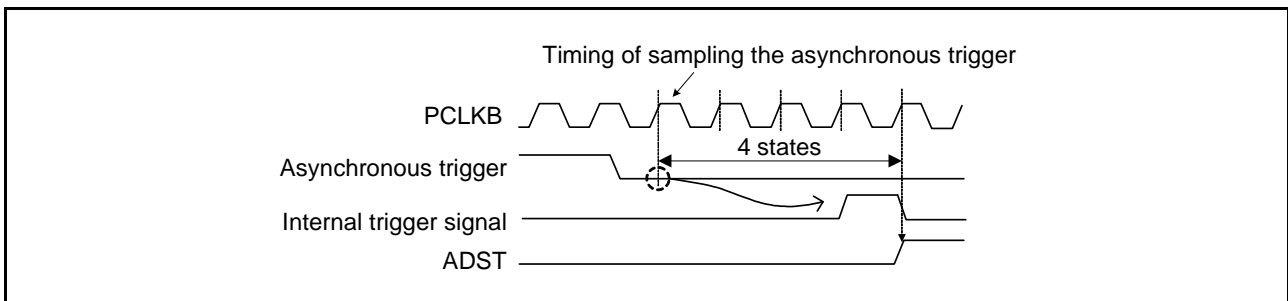 Timing of sampling the asynchronous trigger
PCLKB
4 states
Asynchronous trigger
Internal trigger signal
ADST